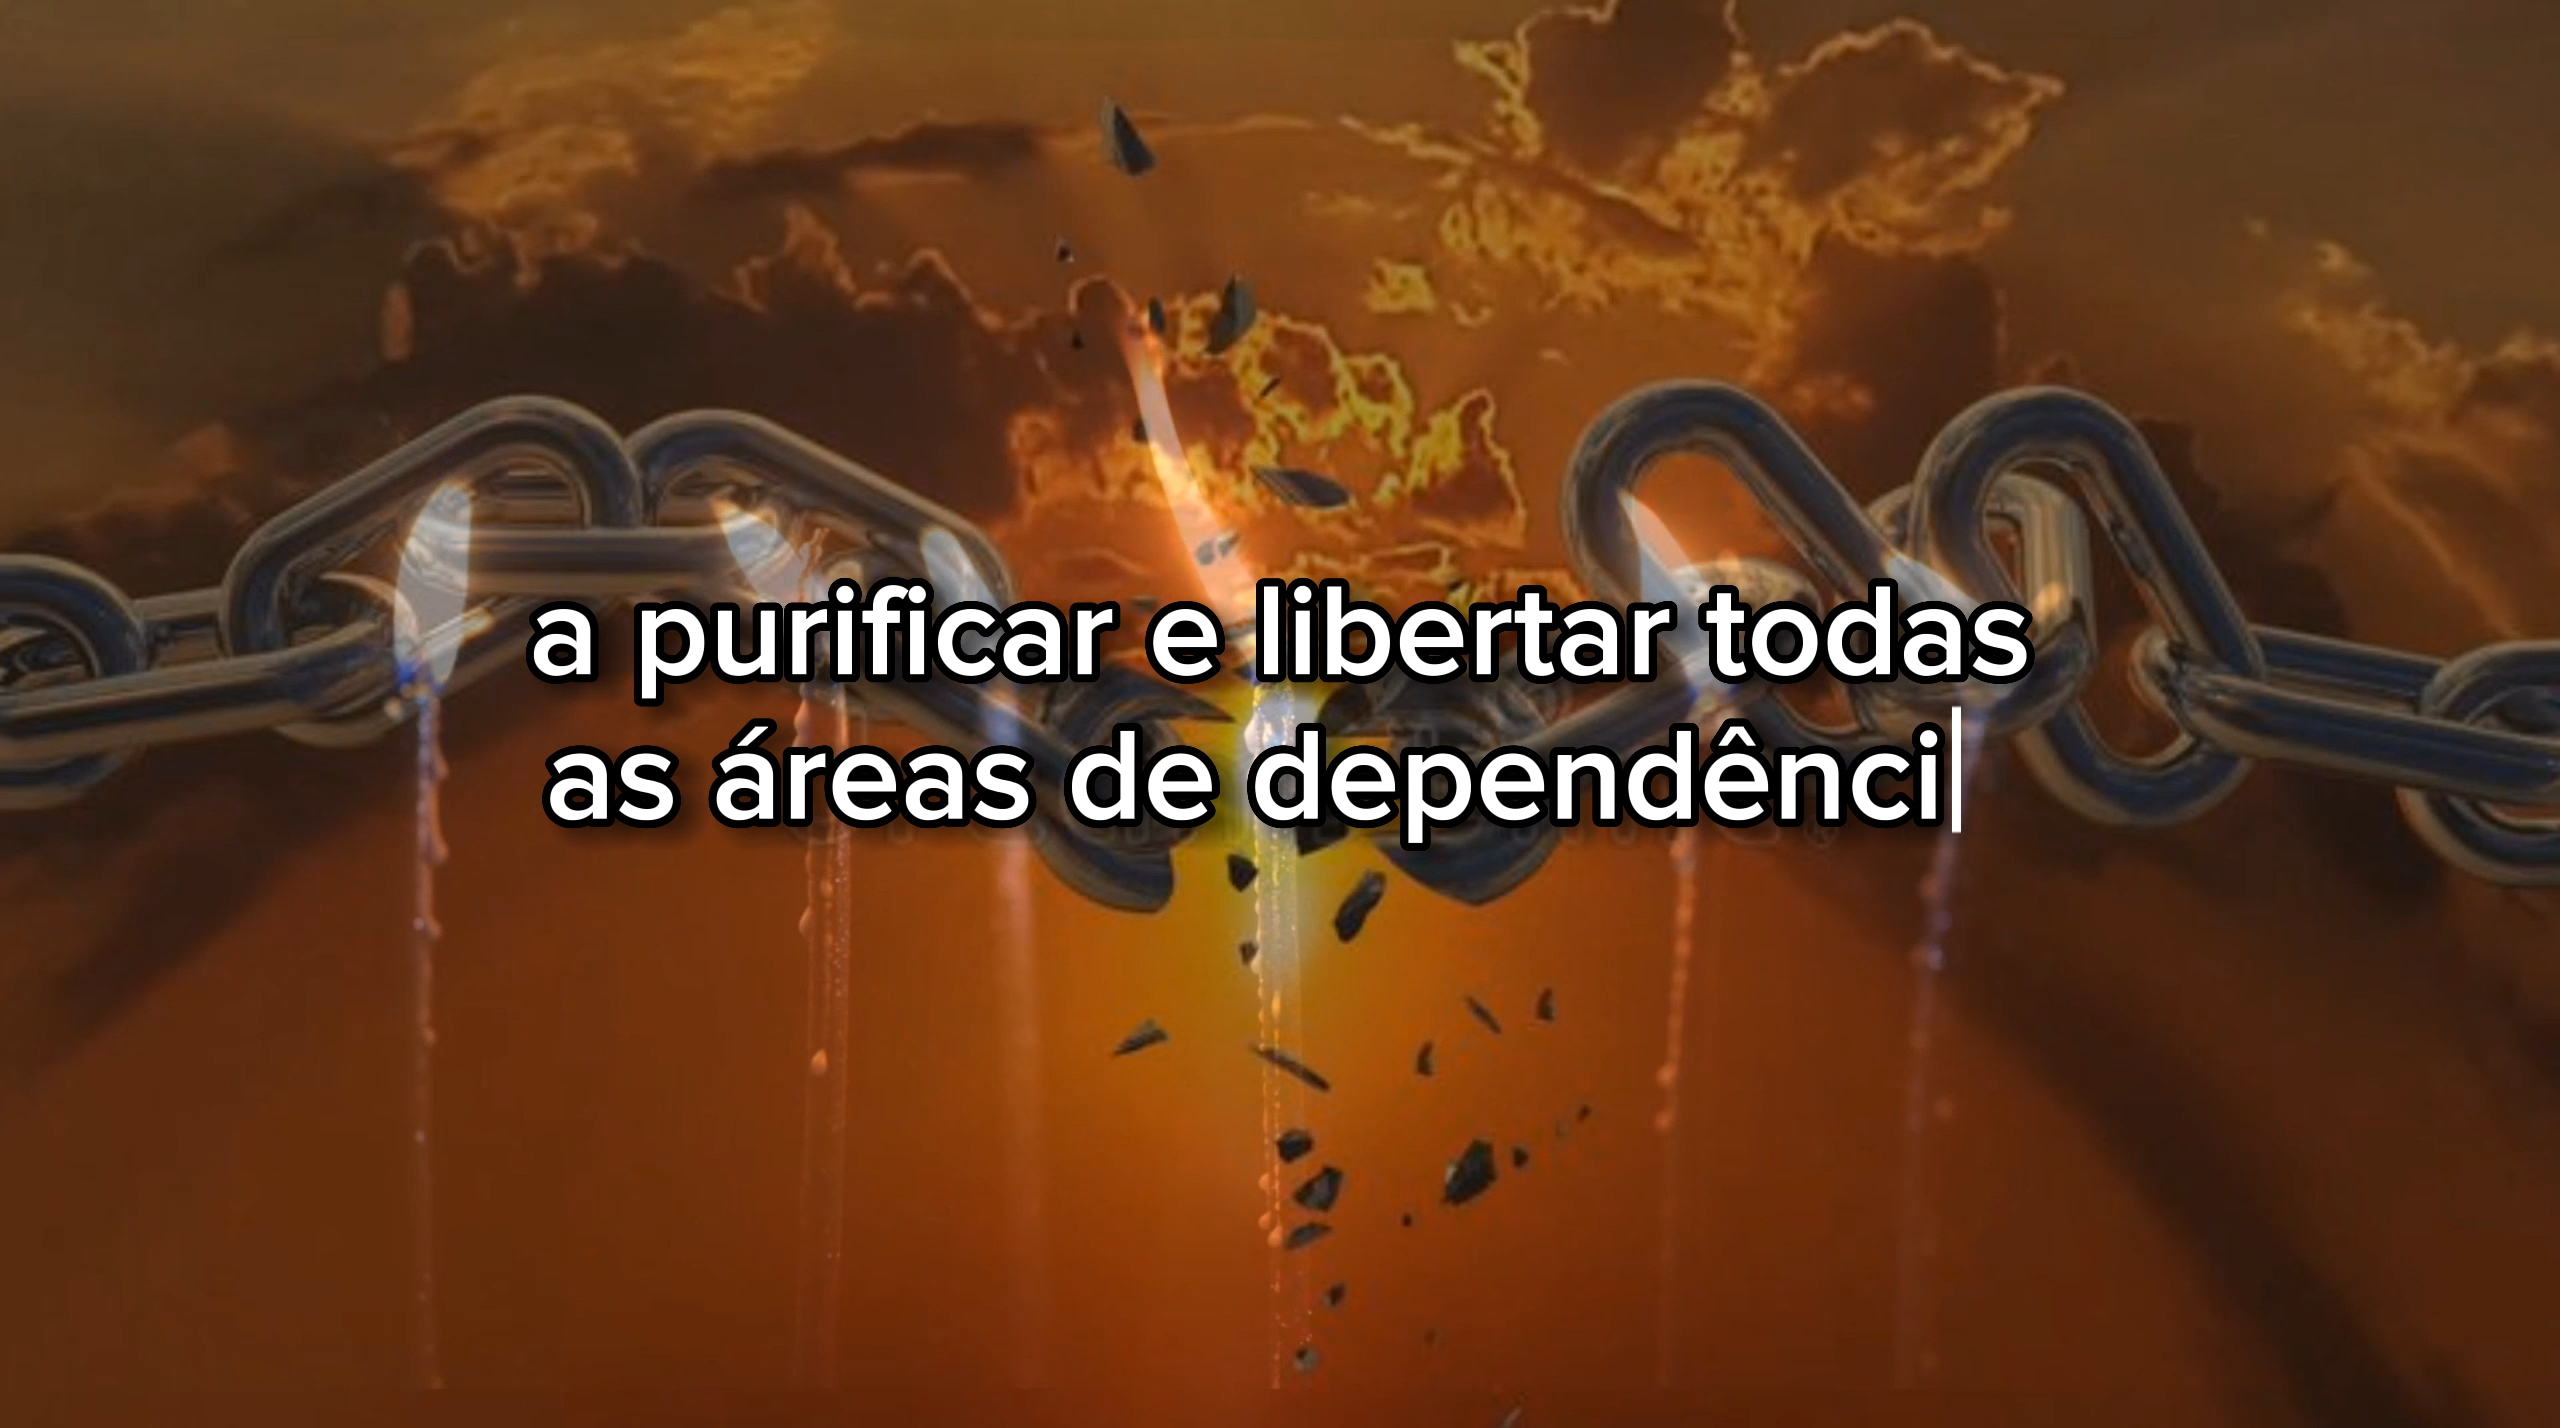 a purificar e libertar todas
as áreas de dependênci